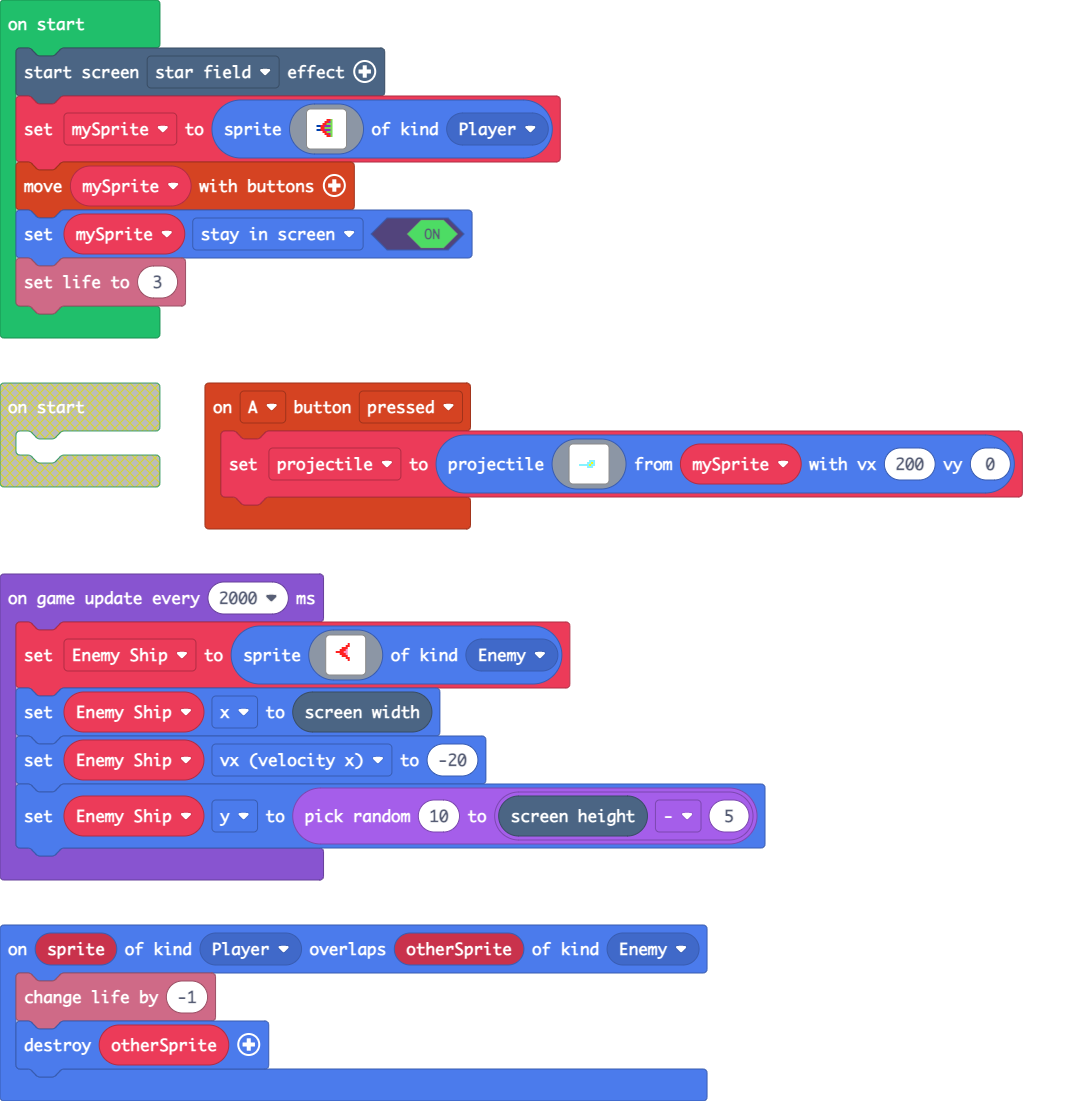 on start
start screen star field effect
set mySprite to sprite of kind Player
move mySprite with buttons
set mySprite stay in screen ON
set life to 3
on start
on A button pressed
set projectile to projectile from mySprite with vx 200 vy 0
on game update every 2000 ms
set Enemy Ship to sprite of kind Enemy
set Enemy Ship x to screen width
set Enemy Ship vx (velocity x) to -20
set Enemy Ship y to pick random 10 to screen height - 5
on sprite of kind Player overlaps otherSprite of kind Enemy
change life by -1
destroy otherSprite